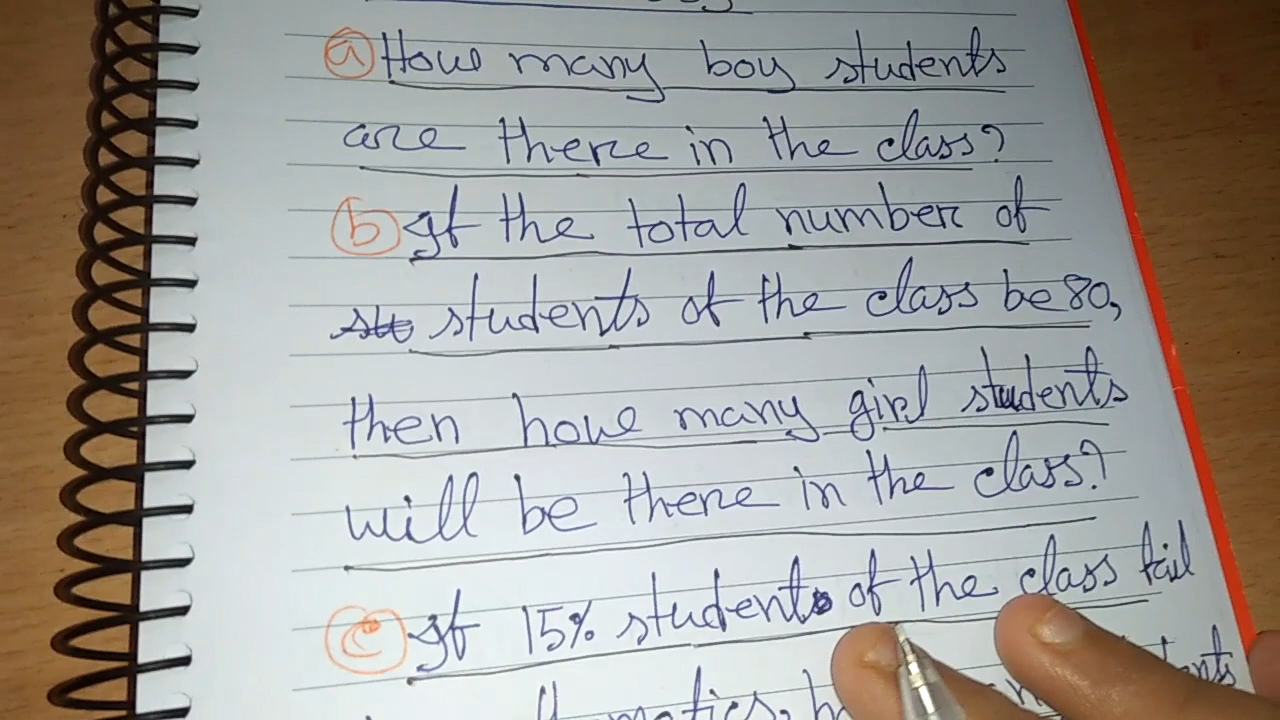 a) How many boy students
are there in the class?
b) If the total number of
students of the class be 80,
then how many girl students
will be there in the class?
c) If 15% students of the class fail